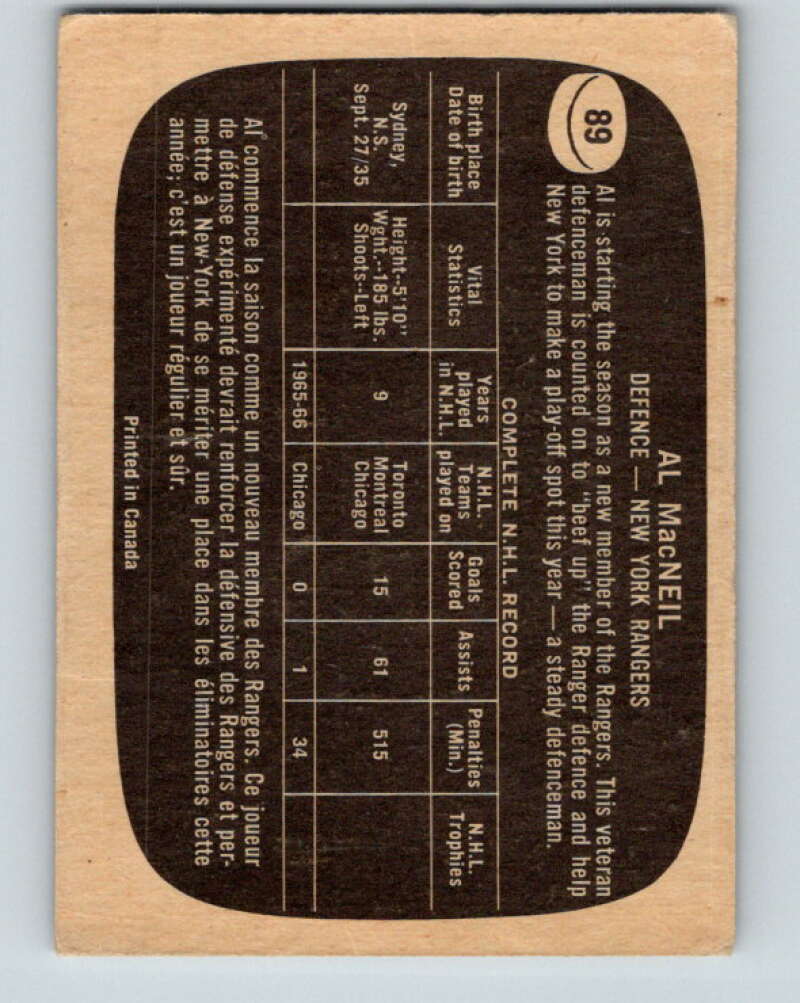 89
AL MacNEIL
DEFENCE — NEW YORK RANGERS
Al is starting the season as a new member of the Rangers. This veteran
defenceman is counted on to "beef up" the Ranger defence and help
New York to make a play-off spot this year — a steady defenceman.
COMPLETE N.H.L. RECORD
Birth place
Date of birth
Vital
Statistics
Years
played
in N.H.L.
N.H.L.
Teams
played on
Goals
Scored
Assists
Penalties
(Min.)
N.H.L.
Trophies
Sydney,
N.S.
Sept. 27/35
Height--5'10"
Wght.--185 lbs.
Shoots--Left
9
Toronto
Montreal
Chicago
15
61
515
1965-66
Chicago
0
1
34
Al commence la saison comme un nouveau membre des Rangers. Ce joueur
de défense expérimenté devrait renforcer la défensive des Rangers et per-
mettre à New-York de se mériter une place dans les éliminatoires cette
année; c'est un joueur régulier et sûr.
Printed in Canada